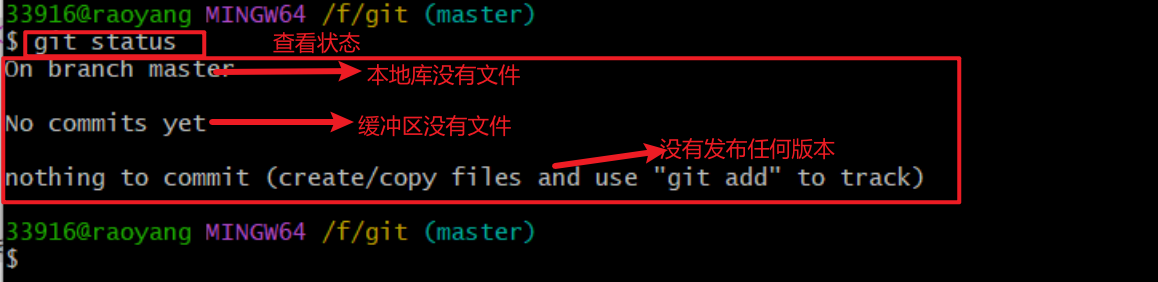 33916@raoyang MINGW64 /f/git (master)
$ git status 查看状态
On branch master 本地库没有文件
No commits yet 缓冲区没有文件
没有发布任何版本
nothing to commit (create/copy files and use "git add" to track)
33916@raoyang MINGW64 /f/git (master)
$